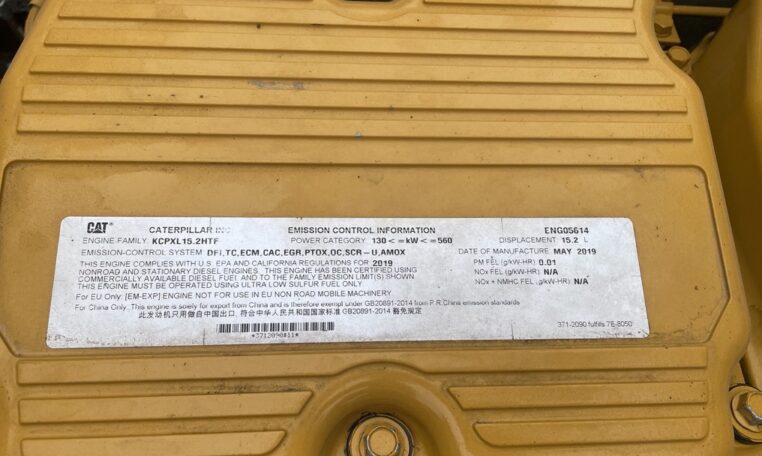 CAT CATERPILLAR INC EMISSION CONTROL INFORMATION ENG05614
ENGINE FAMILY: KCPXL15.2HTF POWER CATEGORY: 130<=kW<=560 DISPLACEMENT: 15.2 L
EMISSION-CONTROL SYSTEM: DFI,TC,ECM,CAC,EGR,PTOX,OC,SCR-U,AMOX DATE OF MANUFACTURE: MAY 2019
THIS ENGINE COMPLIES WITH U.S. EPA AND CALIFORNIA REGULATIONS FOR 2019 PM FEL (g/kW-HR) 0.01
NONROAD AND STATIONARY DIESEL ENGINES. THIS ENGINE HAS BEEN CERTIFIED USING NOx FEL (g/kW-HR) N/A
COMMERCIALLY AVAILABLE DIESEL FUEL AND TO THE FAMILY EMISSION LIMIT(S) SHOWN NOx + NMHC FEL (g/kW-HR) N/A
THIS ENGINE MUST BE OPERATED USING ULTRA LOW SULFUR FUEL ONLY
For EU Only: [EM-EXP] ENGINE NOT FOR USE IN EU NON ROAD MOBILE MACHINERY
For China Only: This engine is solely for export from China and is therefore exempt under GB20891-2014 from P.R.China emission standards
此发动机只用做自中国出口, 符合中华人民共和国国家标准 GB20891-2014 豁免规定 371-2090 fulfills 7E-8050
*3712090#11*